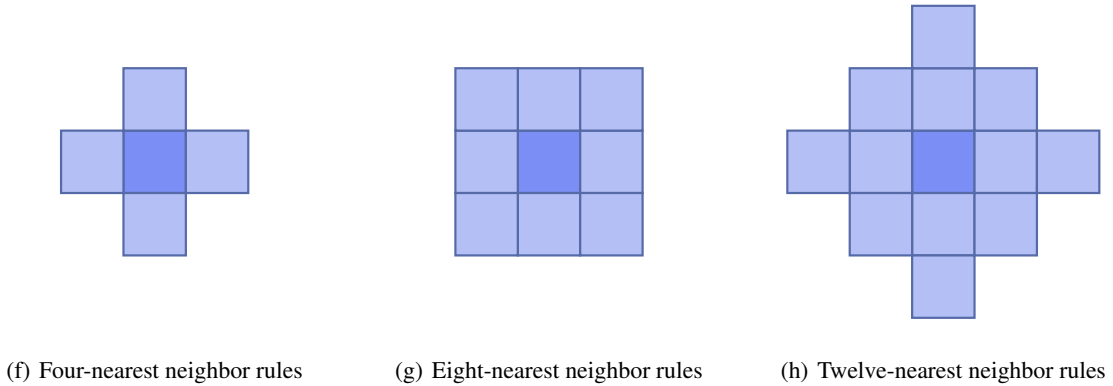 (f) Four-nearest neighbor rules
(g) Eight-nearest neighbor rules
(h) Twelve-nearest neighbor rules